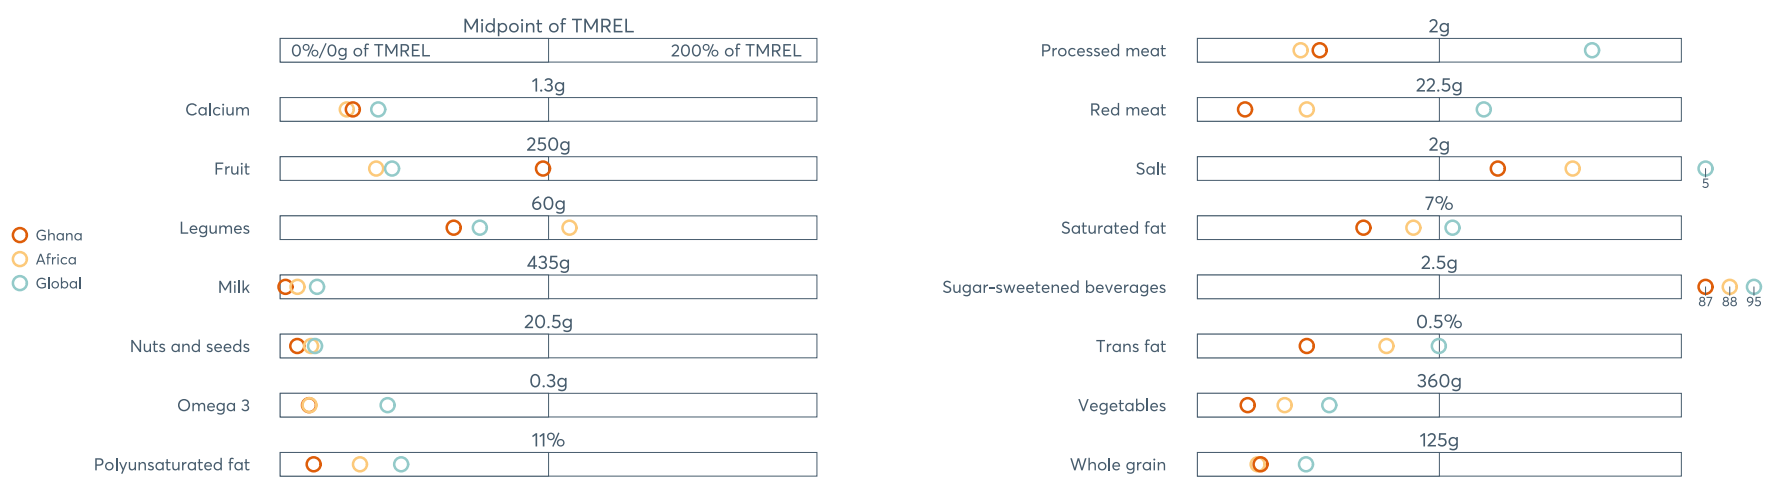 Midpoint of TMREL
0%/0g of TMREL 200% of TMREL
1.3g
Calcium
250g
Fruit
60g
Legumes
435g
Milk
20.5g
Nuts and seeds
0.3g
Omega 3
11%
Polyunsaturated fat
Ghana
Africa
Global
2g
Processed meat
22.5g
Red meat
2g
Salt
5
7%
Saturated fat
2.5g
Sugar-sweetened beverages
87 88 95
0.5%
Trans fat
360g
Vegetables
125g
Whole grain